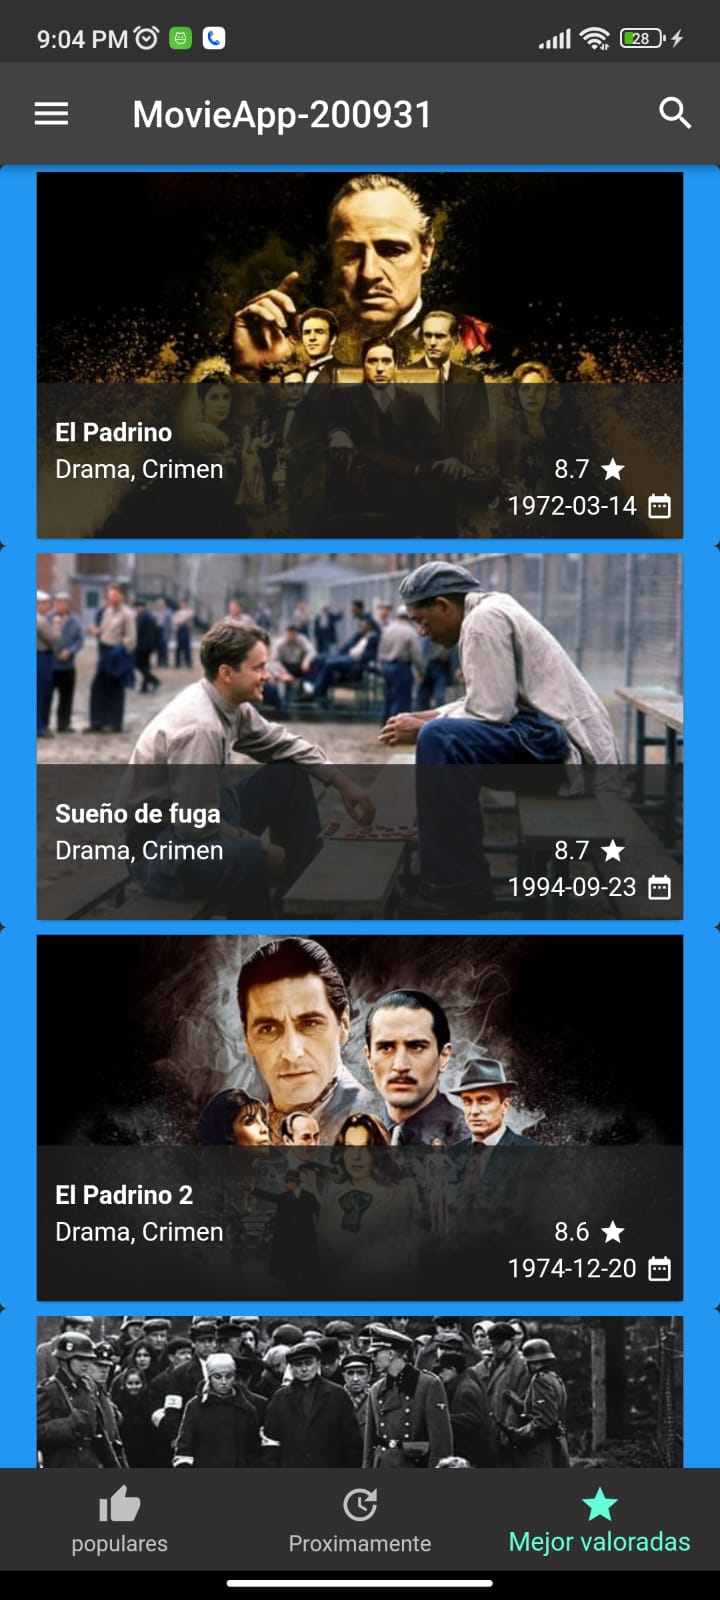 9:04 PM
28
MovieApp-200931
El Padrino
Drama, Crimen
8.7
1972-03-14
Sueño de fuga
Drama, Crimen
8.7
1994-09-23
El Padrino 2
Drama, Crimen
8.6
1974-12-20
populares
Proximamente
Mejor valoradas